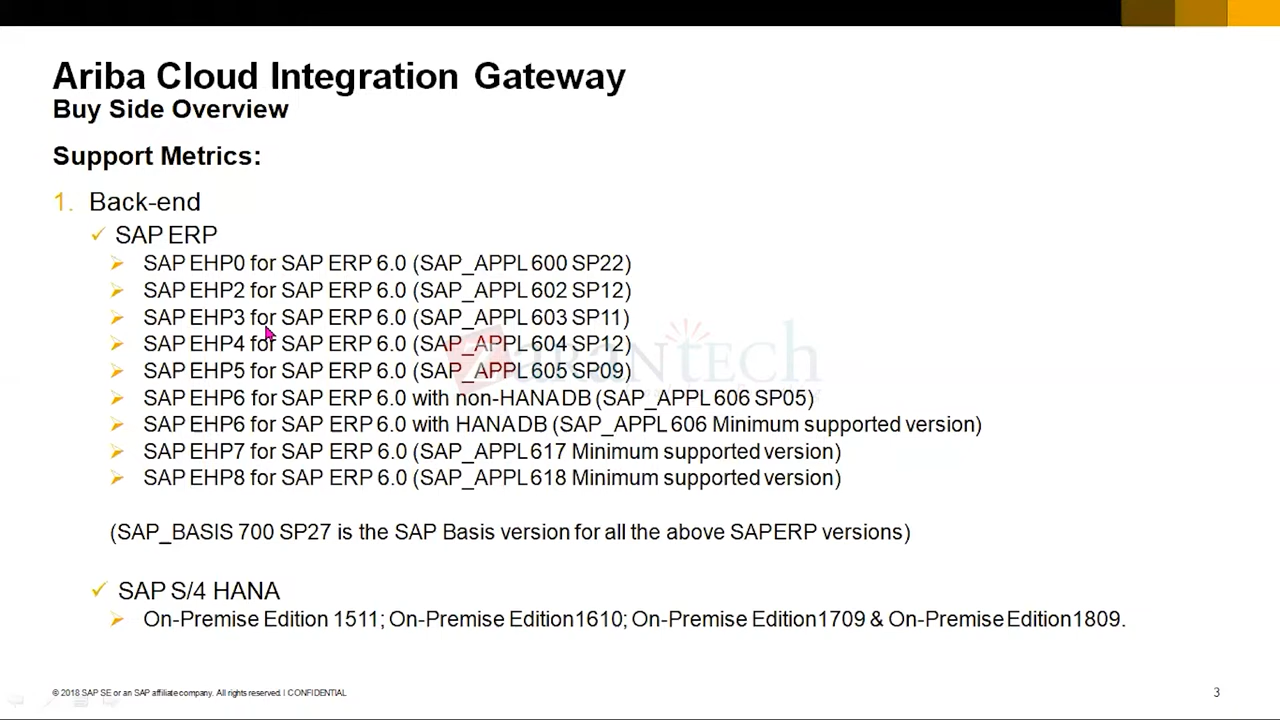 Ariba Cloud Integration Gateway
Buy Side Overview
Support Metrics:
1. Back-end
SAP ERP
SAP EHP0 for SAP ERP 6.0 (SAP_APPL 600 SP22)
SAP EHP2 for SAP ERP 6.0 (SAP_APPL 602 SP12)
SAP EHP3 for SAP ERP 6.0 (SAP_APPL 603 SP11)
SAP EHP4 for SAP ERP 6.0 (SAP_APPL 604 SP12)
SAP EHP5 for SAP ERP 6.0 (SAP_APPL 605 SP09)
ZaranTech
SAP EHP6 for SAP ERP 6.0 with non-HANA DB (SAP_APPL 606 SP05)
SAP EHP6 for SAP ERP 6.0 with HANA DB (SAP_APPL 606 Minimum supported version)
SAP EHP7 for SAP ERP 6.0 (SAP_APPL 617 Minimum supported version)
SAP EHP8 for SAP ERP 6.0 (SAP_APPL 618 Minimum supported version)
(SAP_BASIS 700 SP27 is the SAP Basis version for all the above SAPERP versions)
SAP S/4 HANA
On-Premise Edition 1511; On-Premise Edition1610; On-Premise Edition1709 & On-Premise Edition1809.
© 2018 SAP SE or an SAP affiliate company. All rights reserved. I CONFIDENTIAL
3